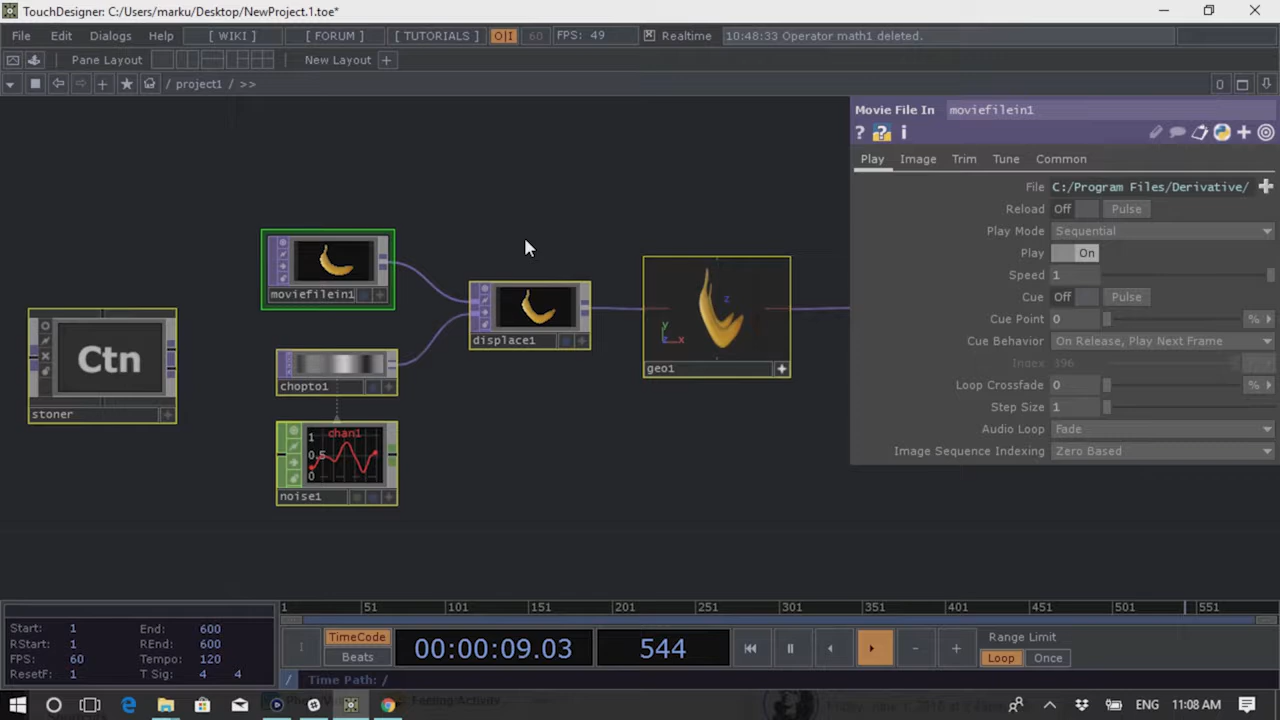 TouchDesigner: C:/Users/marku/Desktop/NewProject.1.toe*
File Edit Dialogs Help [ WIKI ] [ FORUM ] [ TUTORIALS ] O|I 60 FPS: 49 Realtime 10:48:33 Operator math1 deleted.
Pane Layout New Layout +
/ project1 / >> 0
Movie File In moviefilein1
? ? i
Play Image Trim Tune Common
File C:/Program Files/Derivative/
Reload Off Pulse
Play Mode Sequential
Play On
Speed 1
Cue Off Pulse
Cue Point 0 %
Cue Behavior On Release, Play Next Frame
Index 396
Loop Crossfade 0 %
Step Size 1
Audio Loop Fade
Image Sequence Indexing Zero Based
moviefilein1
displace1
y z x
geo1
Ctn
stoner
chopto1
chan1
1
0.5
0
noise1
1 51 101 151 201 251 301 351 401 451 501 551
Start: 1 End: 600
RStart: 1 REnd: 600
FPS: 60 Tempo: 120
ResetF: 1 T Sig: 4 4
TimeCode
Beats
00:00:09.03 544
Range Limit
Loop Once
/ Time Path: /
Feeling Activity
ENG 11:08 AM